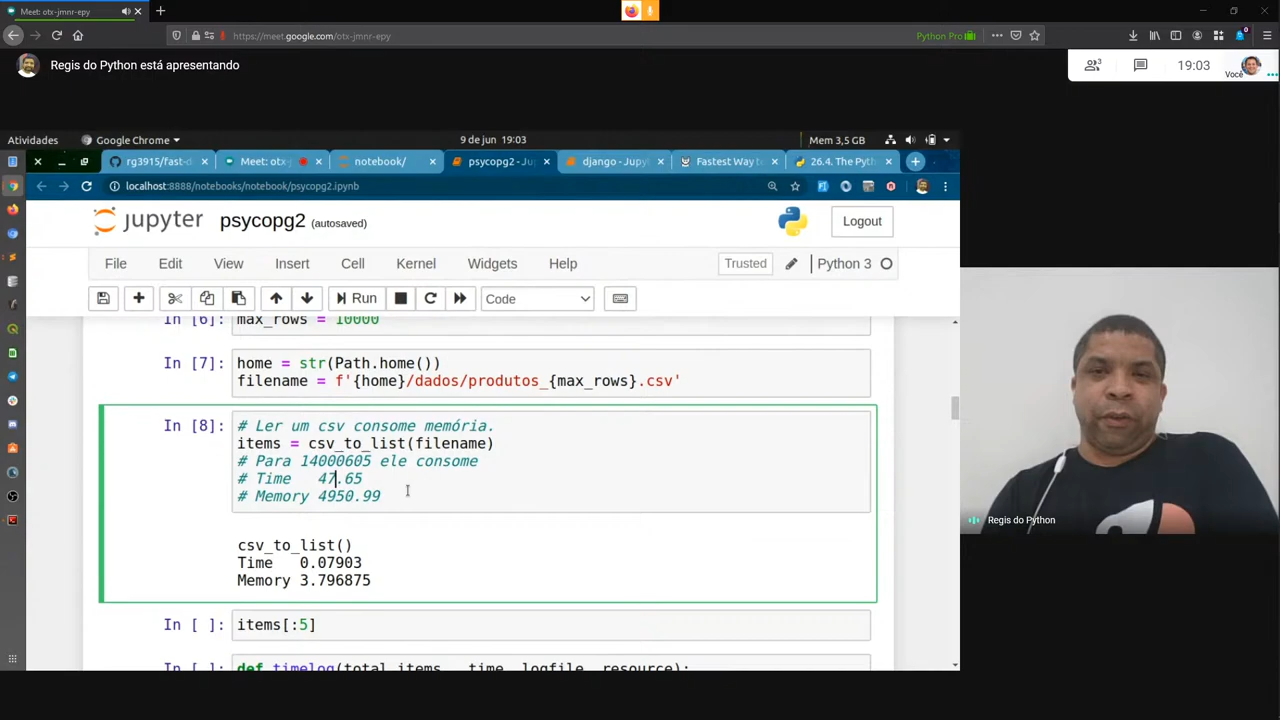 Meet: otx-jmnr-epy
https://meet.google.com/otx-jmnr-epy
Python Pro
Regis do Python está apresentando
3
19:03
Você
Atividades
Google Chrome
9 de jun 19:03
Mem 3,5 GB
rg3915/fast-d
Meet: otx-j
notebook/
psycopg2 - Ju
django - Jupyt
Fastest Way to
26.4. The Pyth
localhost:8888/notebooks/notebook/psycopg2.ipynb
jupyter
psycopg2 (autosaved)
Logout
File
Edit
View
Insert
Cell
Kernel
Widgets
Help
Trusted
Python 3
Run
Code
In [6]: max_rows = 10000
In [7]: home = str(Path.home())
filename = f'{home}/dados/produtos_{max_rows}.csv'
In [8]: # Ler um csv consome memória.
items = csv_to_list(filename)
# Para 14000605 ele consome
# Time 47.65
# Memory 4950.99
csv_to_list()
Time 0.07903
Memory 3.796875
In [ ]: items[:5]
In [ ]: def timelog(total_items, _time, logfile, resource):
Regis do Python